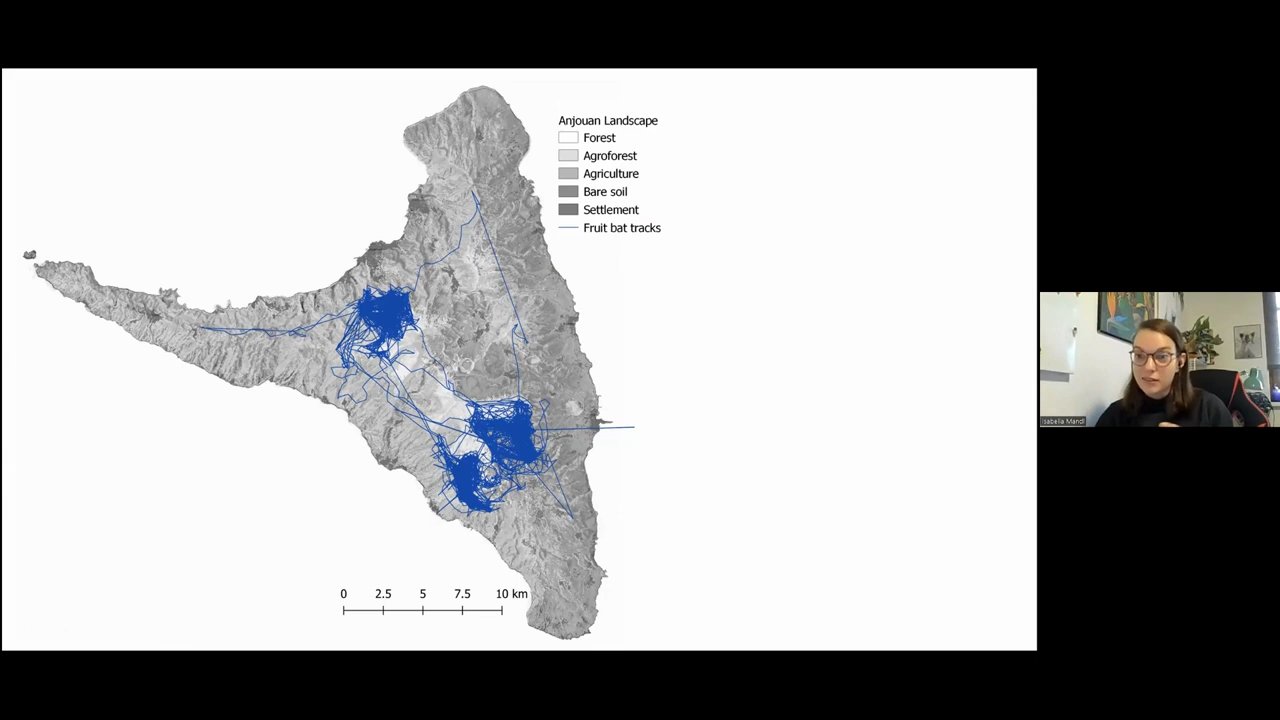 Anjouan Landscape
Forest
Agroforest
Agriculture
Bare soil
Settlement
Fruit bat tracks
0 2.5 5 7.5 10 km
Isabella Mandl